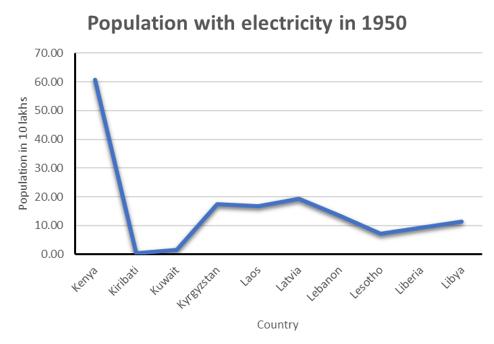 Population with electricity in 1950
70.00
60.00
50.00
40.00
30.00
20.00
10.00
0.00
Population in 10 lakhs
Kenya
Kiribati
Kuwait
Kyrgyzstan
Laos
Latvia
Lebanon
Lesotho
Liberia
Libya
Country